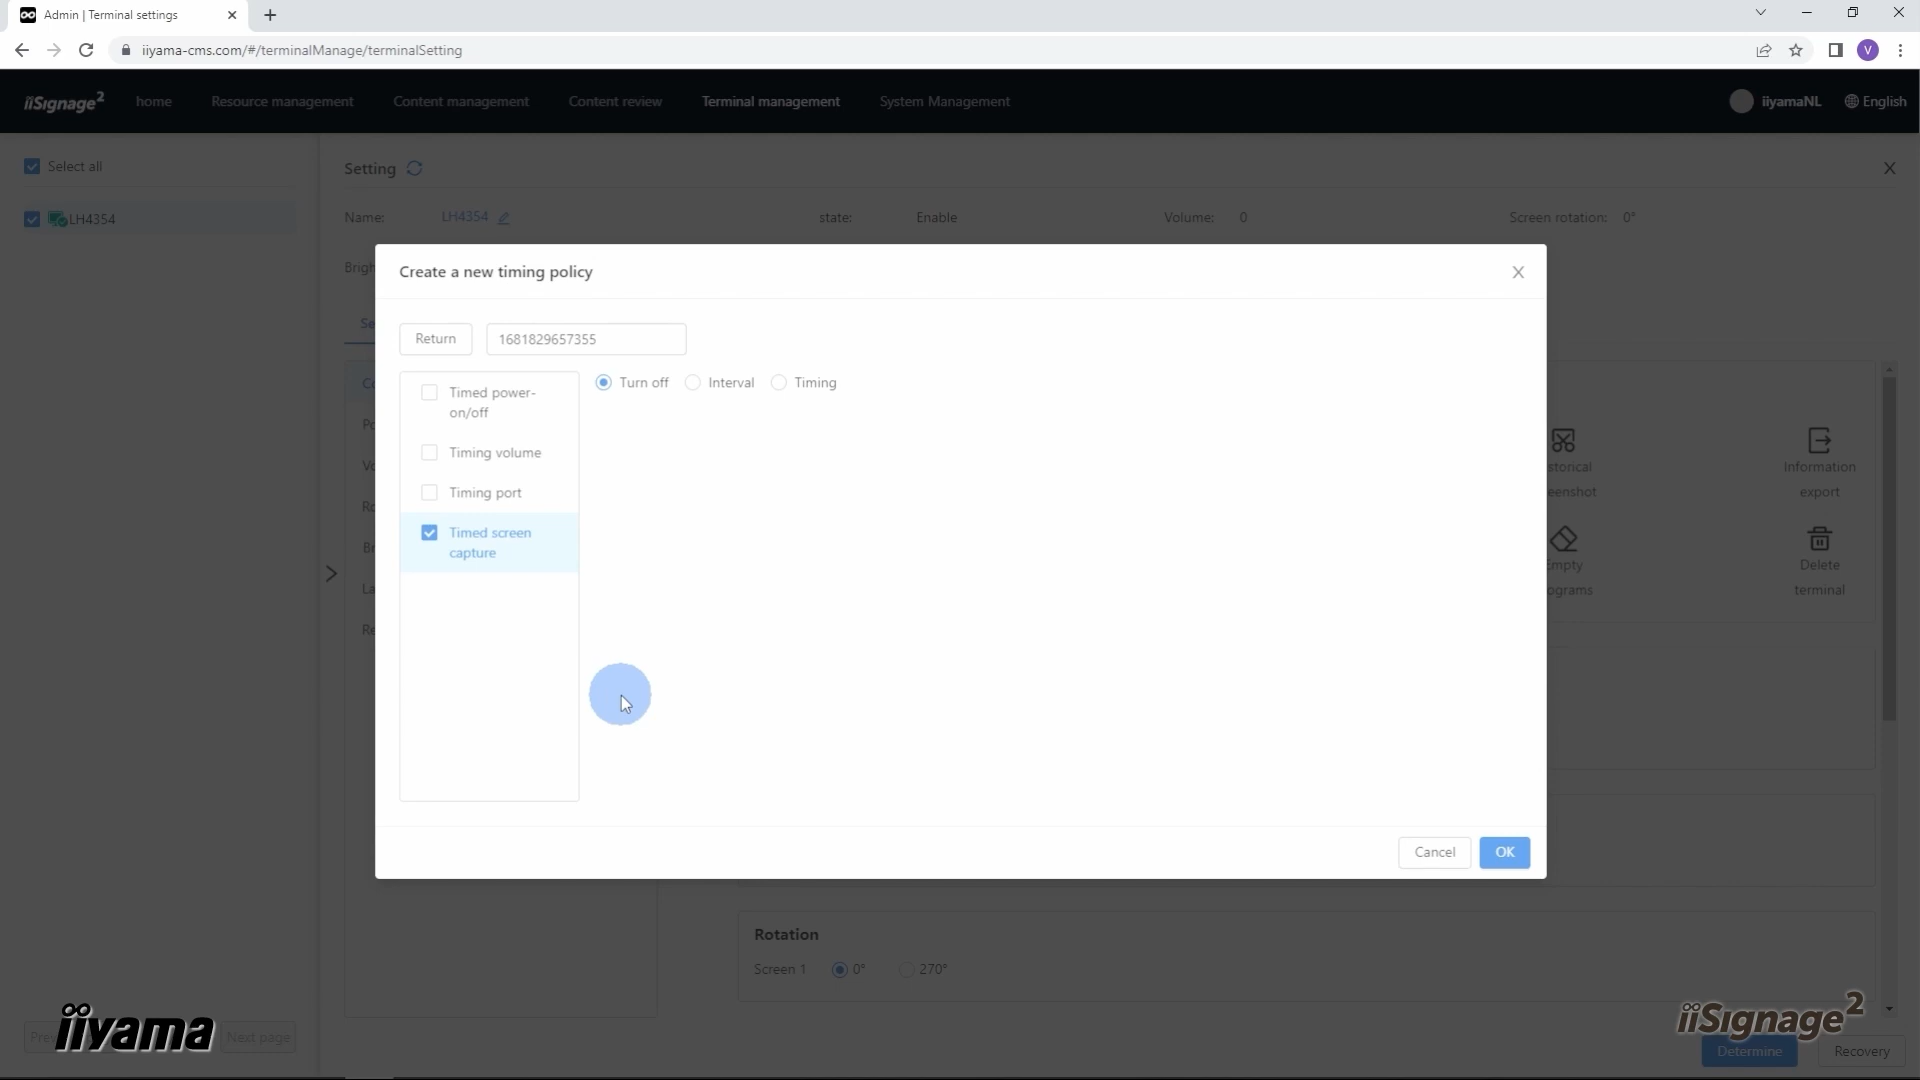 Admin | Terminal settings
iiyama-cms.com/#/terminalManage/terminalSetting
V
iiSignage2
home
Resource management
Content management
Content review
Terminal management
System Management
iiyamaNL
English
Select all
Setting
LH4354
Name:
LH4354
state:
Enable
Volume:
0
Screen rotation:
0°
Brigh
Create a new timing policy
Return
1681829657355
Se
Timed power-
on/off
Turn off
Interval
Timing
Timing volume
Timing port
Timed screen
capture
Co
Po
Vo
Ro
Br
La
Re
storical
eenshot
Information
export
Empty
ograms
Delete
terminal
Cancel
OK
Rotation
Screen 1
0°
270°
Prev
Next page
iiyama
iiSignage2
Determine
Recovery